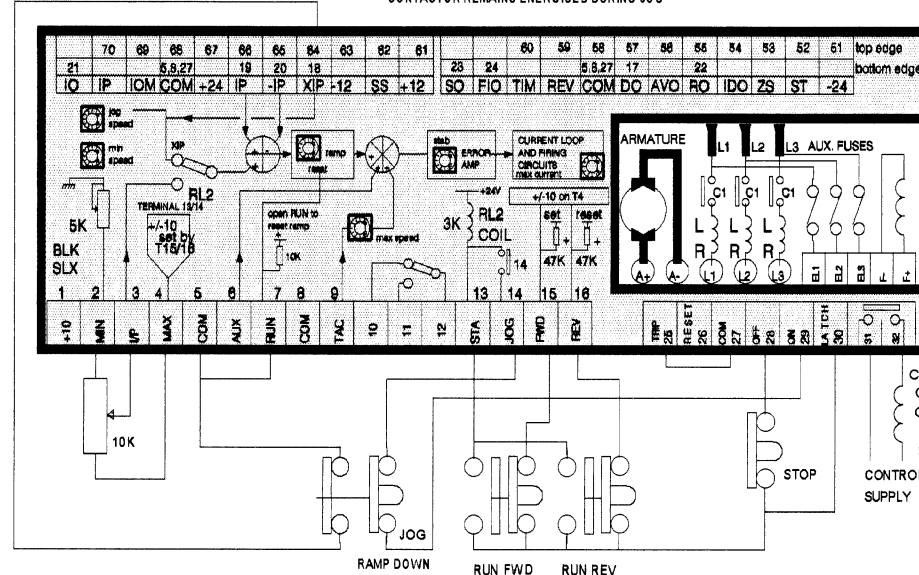 CONTACTOR REMAINS ENERGISED DURING JOG
70 69 68 67 66 65 64 63 62 61 60 59 58 57 56 55 54 53 52 51 top edge
21 5,8,27 19 20 18 23 24 5,8,27 17 22 bottom edge
IO IP IOM COM +24 IP -IP XIP -12 SS +12 SO FIO TIM REV COM DO AVO RO IDO ZS ST -24
jog speed
min speed
XIP
RL2
ramp
reset
stab
ERROR AMP
CURRENT LOOP
AND FIRING
CIRCUITS
max current
ARMATURE
L1 L2 L3 AUX. FUSES
C1 C1 C1
L L L
R R R
A+ A- L1 L2 L3 EL1 EL2 EL3 F- F+
5K
BLK
SLX
TERMINAL 13/14
+/-10
set by
T15/16
open RUN to
reset ramp
10K
max speed
+24V
3K
RL2
COIL
14
+/-10 on T4
set reset
47K 47K
1 2 3 4 5 6 7 8 9 10 11 12 13 14 15 16
+10 MIN I/P MAX COM AUX RUN COM TAC STA JOG FWD REV
TRIP 25
RESET 26
COM 27
OFF 28
ON 29
LATCH 30
31
32
10K
JOG
RAMP DOWN
RUN FWD
RUN REV
STOP
CONTRO
SUPPLY